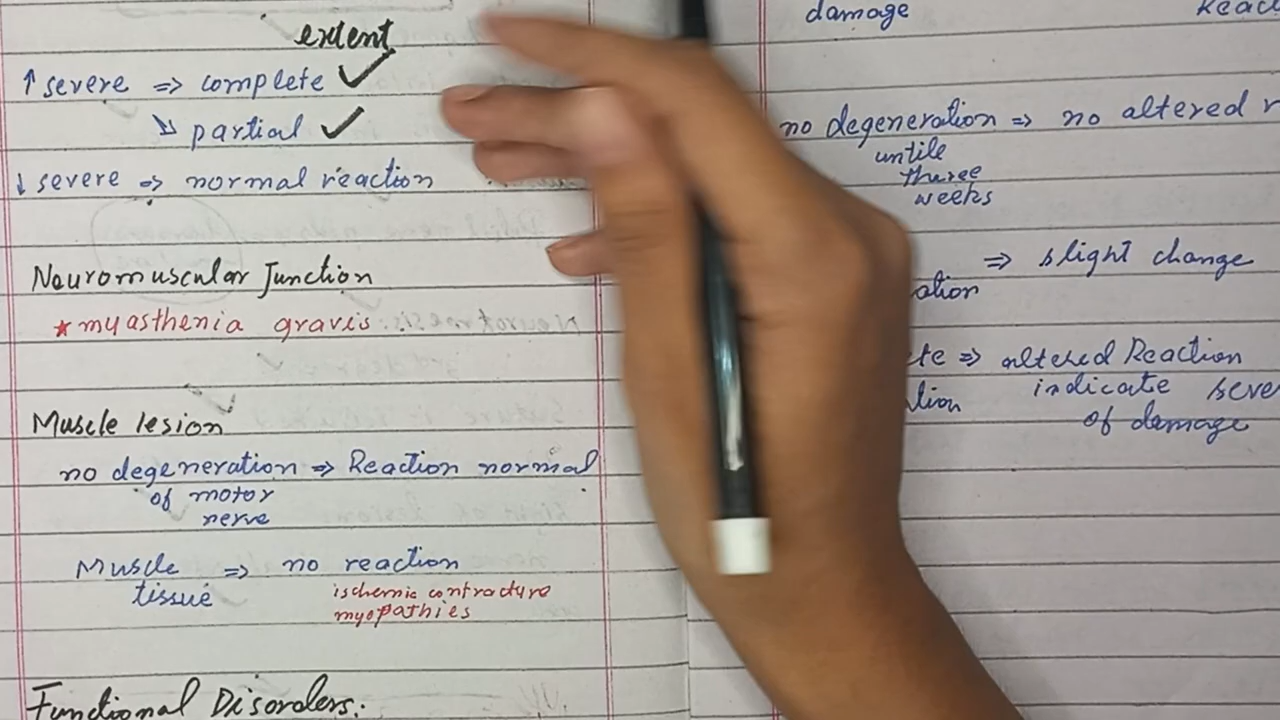 extent
↑ severe => complete ✓
↘ partial ✓
↓ severe => normal reaction
Neuromuscular Junction
* myasthenia gravis.
Muscle lesion
no degeneration => Reaction normal
of motor
nerve
Muscle => no reaction
tissue
ischemic contracture
myopathies
Functional Disorders:
damage
no degeneration => no altered r
untile
three
weeks
=> slight change
ation
te => altered Reaction
tion indicate seve
of damage